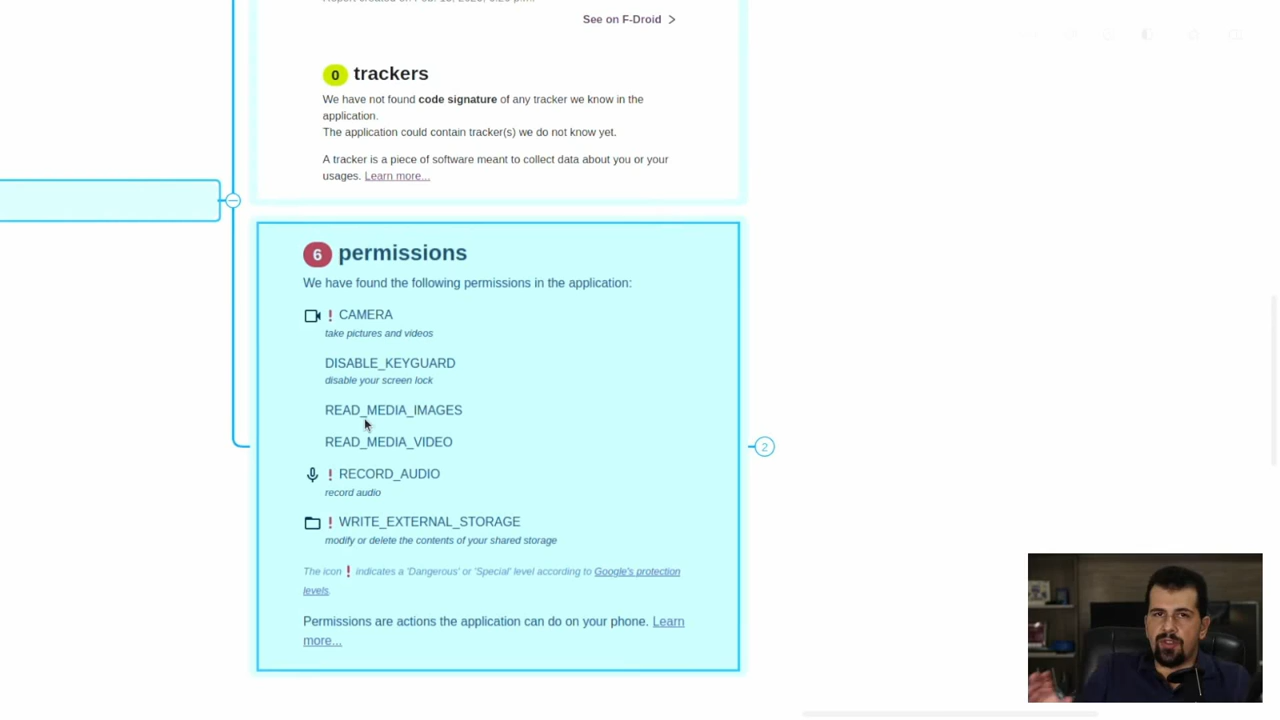 See on F-Droid
0 trackers
We have not found code signature of any tracker we know in the
application.
The application could contain tracker(s) we do not know yet.
A tracker is a piece of software meant to collect data about you or your
usages. Learn more...
6 permissions
We have found the following permissions in the application:
! CAMERA
take pictures and videos
DISABLE_KEYGUARD
disable your screen lock
READ_MEDIA_IMAGES
READ_MEDIA_VIDEO
! RECORD_AUDIO
record audio
! WRITE_EXTERNAL_STORAGE
modify or delete the contents of your shared storage
The icon ! indicates a 'Dangerous' or 'Special' level according to Google's protection
levels.
Permissions are actions the application can do on your phone. Learn
more...
2